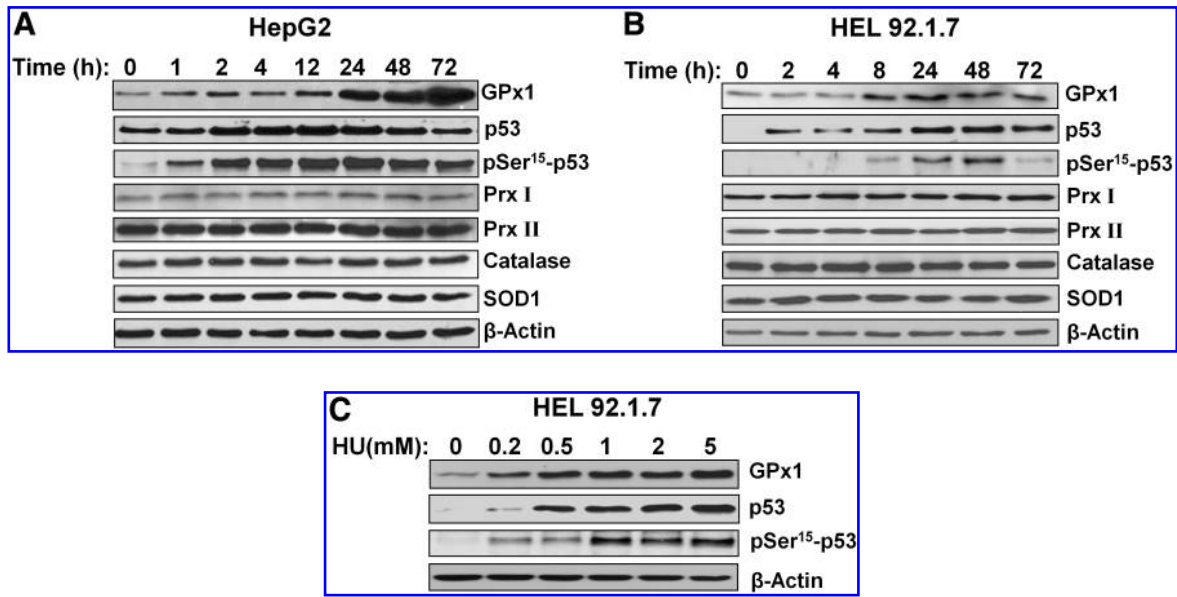 A
HepG2
Time (h): 0 1 2 4 12 24 48 72
GPx1
p53
pSer¹⁵-p53
Prx I
Prx II
Catalase
SOD1
β-Actin
B
HEL 92.1.7
Time (h): 0 2 4 8 24 48 72
GPx1
p53
pSer¹⁵-p53
Prx I
Prx II
Catalase
SOD1
β-Actin
C
HEL 92.1.7
HU(mM): 0 0.2 0.5 1 2 5
GPx1
p53
pSer¹⁵-p53
β-Actin